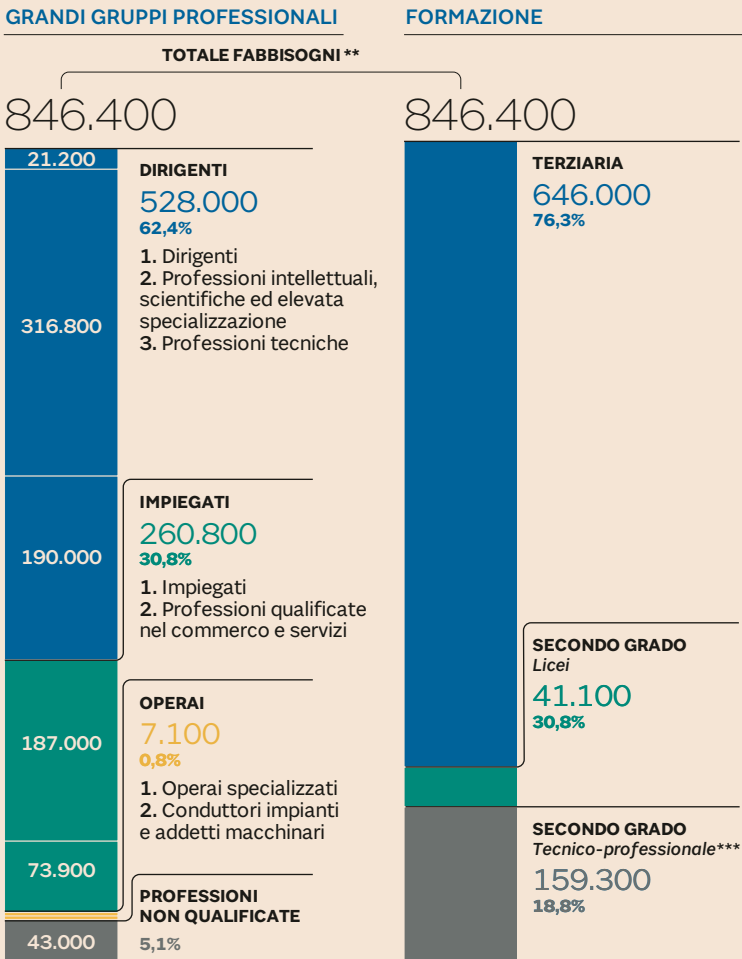 GRANDI GRUPPI PROFESSIONALI
FORMAZIONE
TOTALE FABBISOGNI **
846.400
846.400
21.200
316.800
190.000
187.000
73.900
43.000
DIRIGENTI
528.000
62,4%
1. Dirigenti
2. Professioni intellettuali,
scientifiche ed elevata
specializzazione
3. Professioni tecniche
IMPIEGATI
260.800
30,8%
1. Impiegati
2. Professioni qualificate
nel commerco e servizi
OPERAI
7.100
0,8%
1. Operai specializzati
2. Conduttori impianti
e addetti macchinari
PROFESSIONI
NON QUALIFICATE
5,1%
TERZIARIA
646.000
76,3%
SECONDO GRADO
Licei
41.100
30,8%
SECONDO GRADO
Tecnico-professionale***
159.300
18,8%